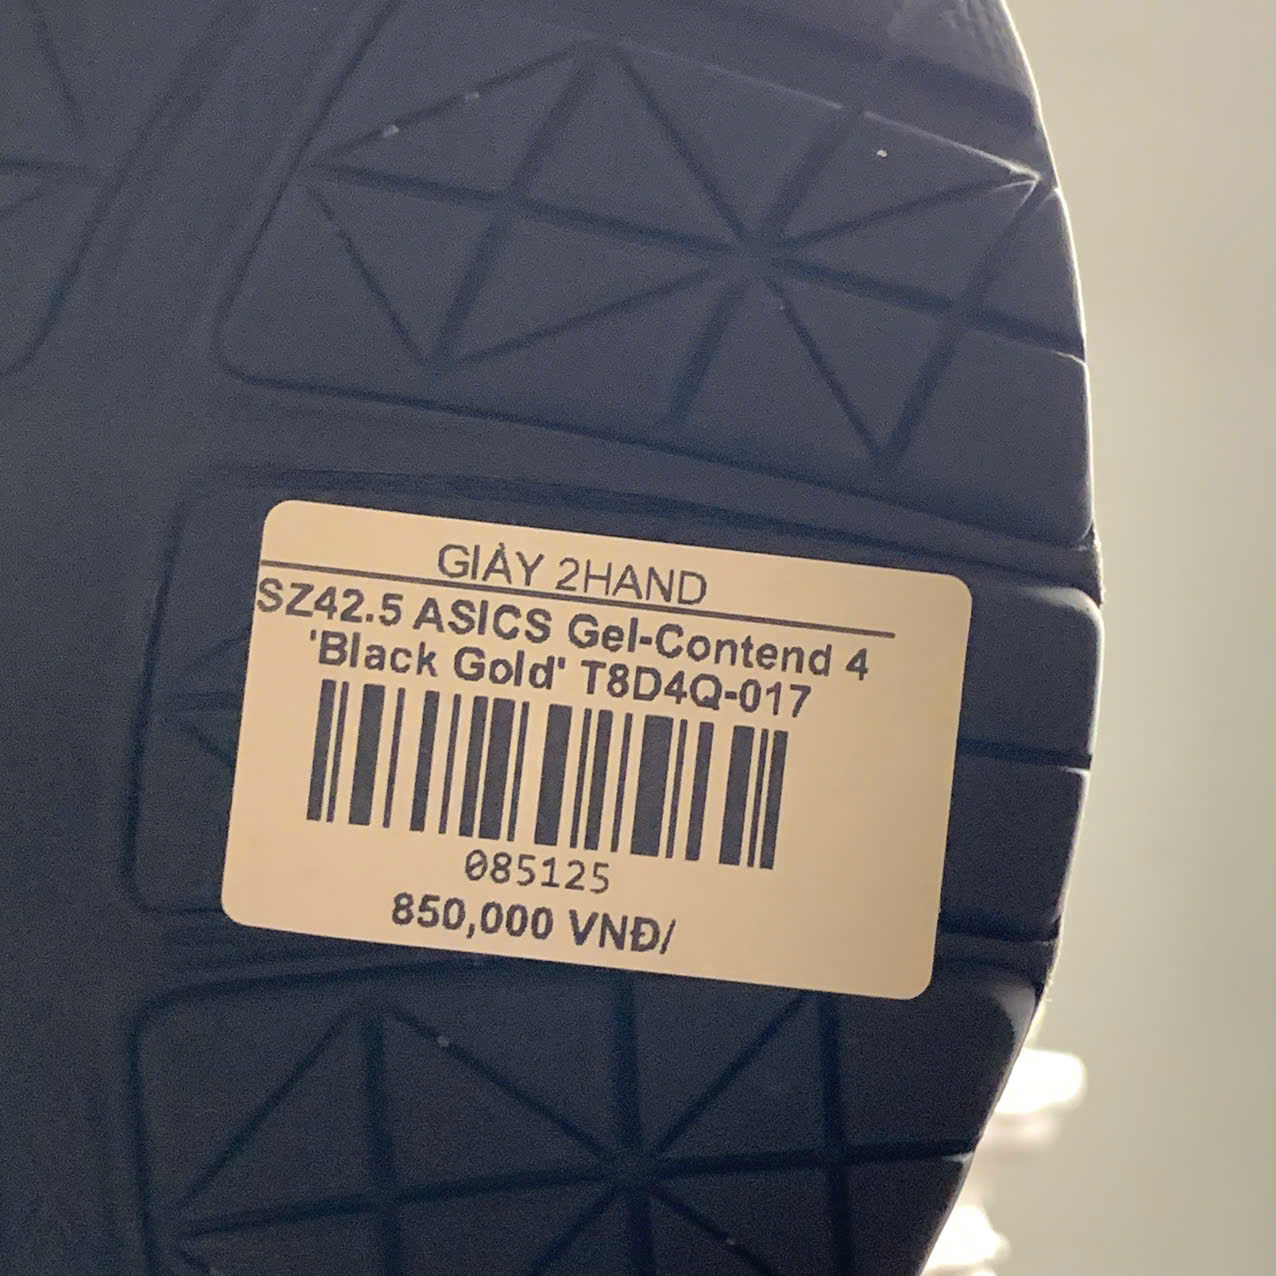 GIÀY 2HAND
SZ42.5 ASICS Gel-Contend 4
'Black Gold' T8D4Q-017
085125
850,000 VNĐ/